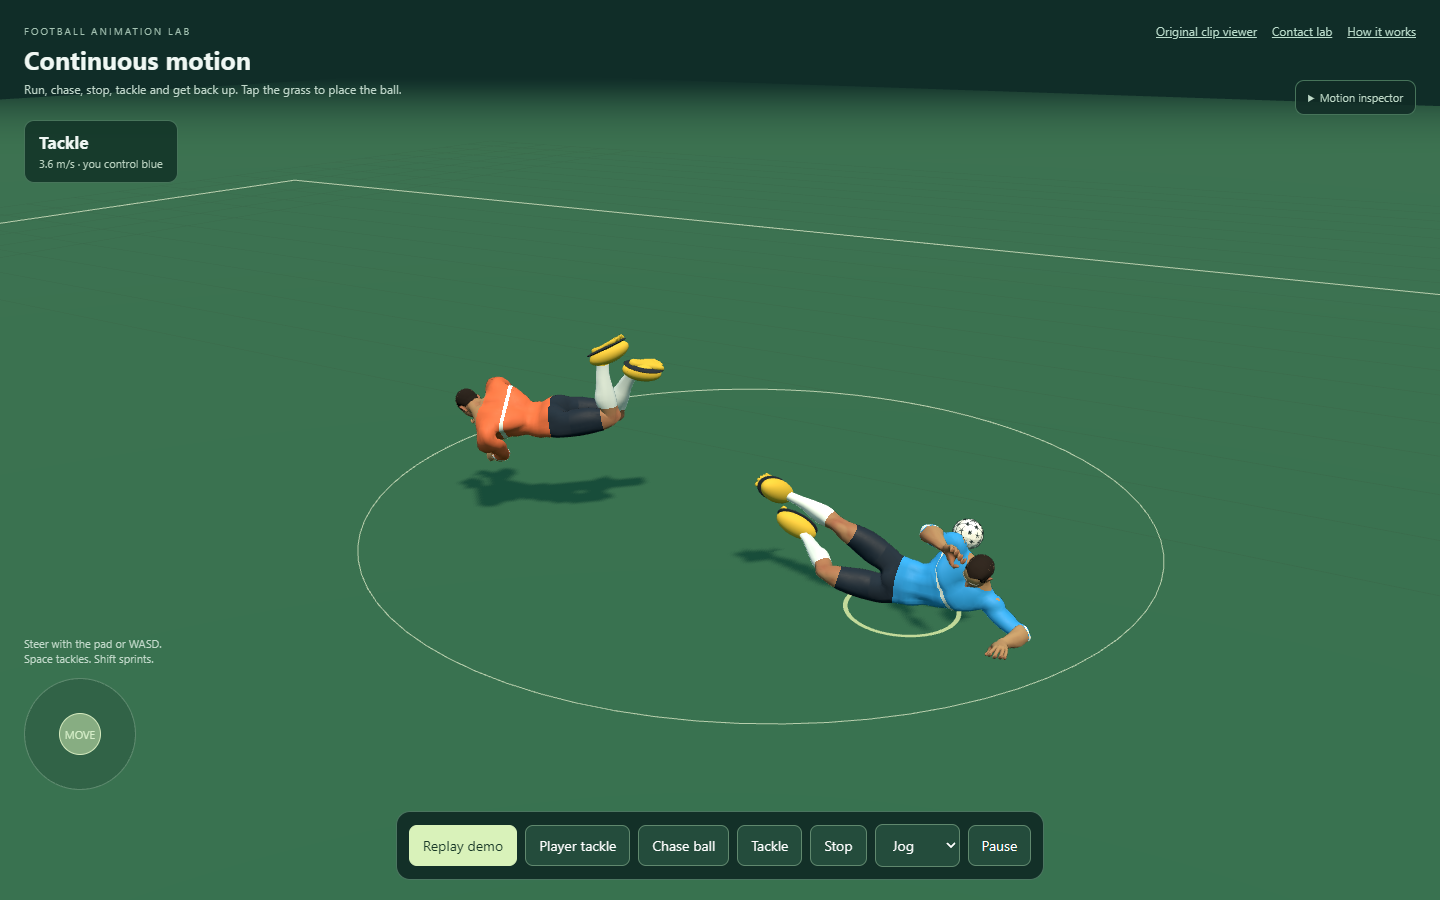 FOOTBALL ANIMATION LAB
Continuous motion
Run, chase, stop, tackle and get back up. Tap the grass to place the ball.
Original clip viewer Contact lab How it works
Motion inspector
Tackle
3.6 m/s · you control blue
Steer with the pad or WASD.
Space tackles. Shift sprints.
MOVE
Replay demo Player tackle Chase ball Tackle Stop Jog Pause